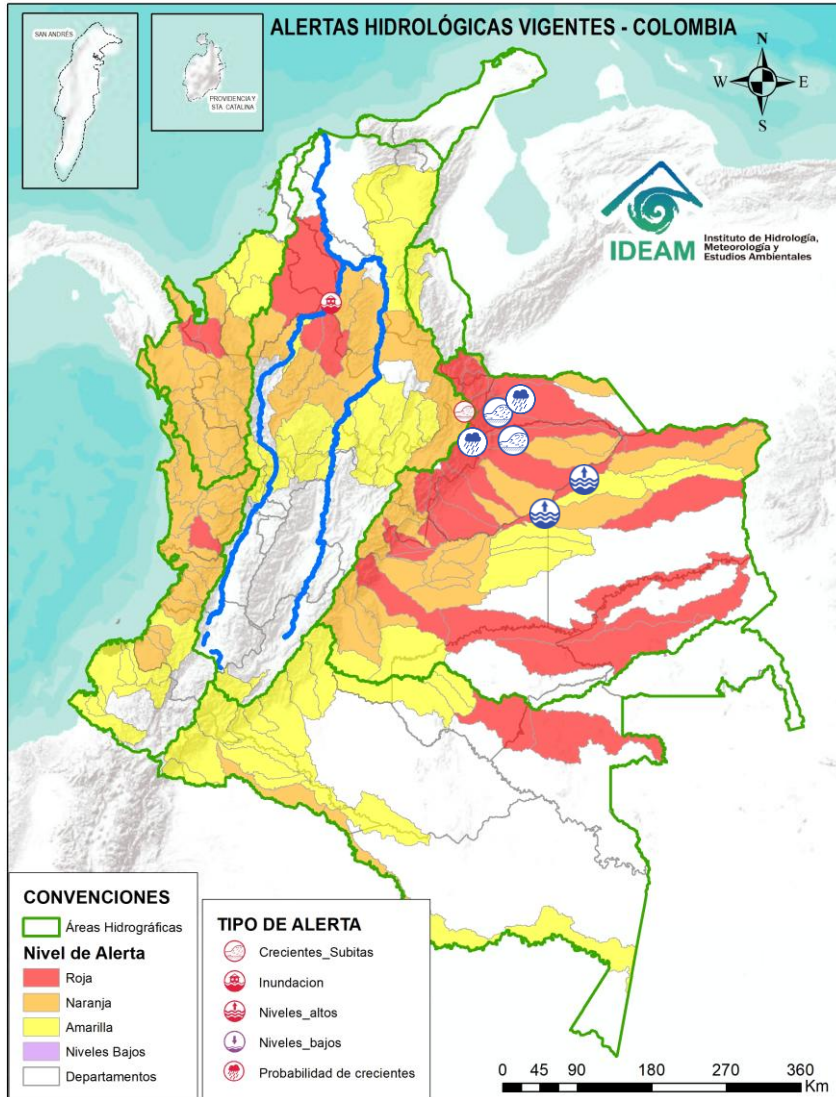 ALERTAS HIDROLÓGICAS VIGENTES - COLOMBIA
SAN ANDRÉS
PROVIDENCIA Y
STA. CATALINA
N
W
E
S
IDEAM
Instituto de Hidrología,
Meteorología y
Estudios Ambientales
CONVENCIONES
Áreas Hidrográficas
Nivel de Alerta
Roja
Naranja
Amarilla
Niveles Bajos
Departamentos
TIPO DE ALERTA
Crecientes_Subitas
Inundacion
Niveles_altos
Niveles_bajos
Probabilidad de crecientes
0 45 90 180 270 360
Km